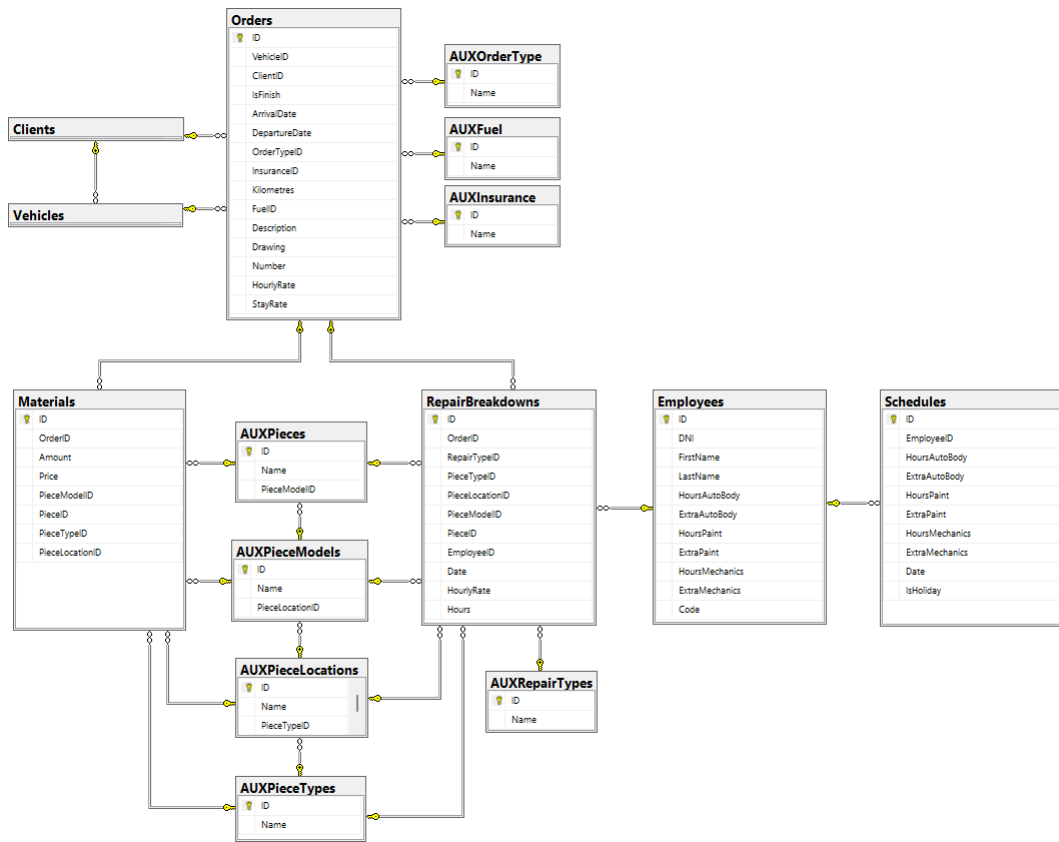 Orders
ID
VehicleID
ClientID
IsFinish
ArrivalDate
DepartureDate
OrderTypeID
InsuranceID
Kilometres
FuelID
Description
Drawing
Number
HourlyRate
StayRate
AUXOrderType
ID
Name
AUXFuel
ID
Name
AUXInsurance
ID
Name
Clients
Vehicles
Materials
ID
OrderID
Amount
Price
PieceModelID
PieceID
PieceTypeID
PieceLocationID
AUXPieces
ID
Name
PieceModelID
AUXPieceModels
ID
Name
PieceLocationID
AUXPieceLocations
ID
Name
PieceTypeID
AUXPieceTypes
ID
Name
RepairBreakdowns
ID
OrderID
RepairTypeID
PieceTypeID
PieceLocationID
PieceModelID
PieceID
EmployeeID
Date
HourlyRate
Hours
AUXRepairTypes
ID
Name
Employees
ID
DNI
FirstName
LastName
HoursAutoBody
ExtraAutoBody
HoursPaint
ExtraPaint
HoursMechanics
ExtraMechanics
Code
Schedules
ID
EmployeeID
HoursAutoBody
ExtraAutoBody
HoursPaint
ExtraPaint
HoursMechanics
ExtraMechanics
Date
IsHoliday